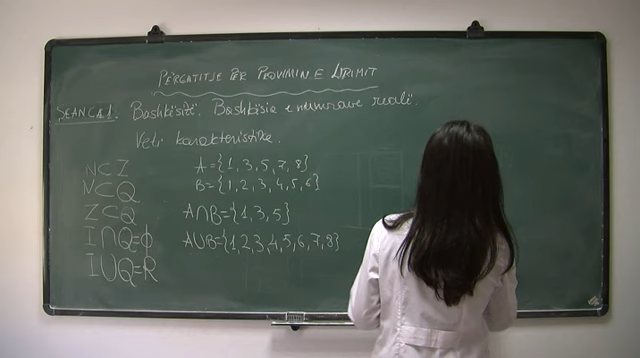 PËRGATITJE PËR PROVIMIN E LIRIMIT
SEANCA 1. Bashkësitë. Bashkësia e numrave realë.
Veti karakteristike.
N⊂Z
N⊂Q
Z⊂Q
I∩Q=ϕ
I∪Q=R
A={1,3,5,7,8}
B={1,2,3,4,5,6}
A∩B={1,3,5}
A∪B={1,2,3,4,5,6,7,8}